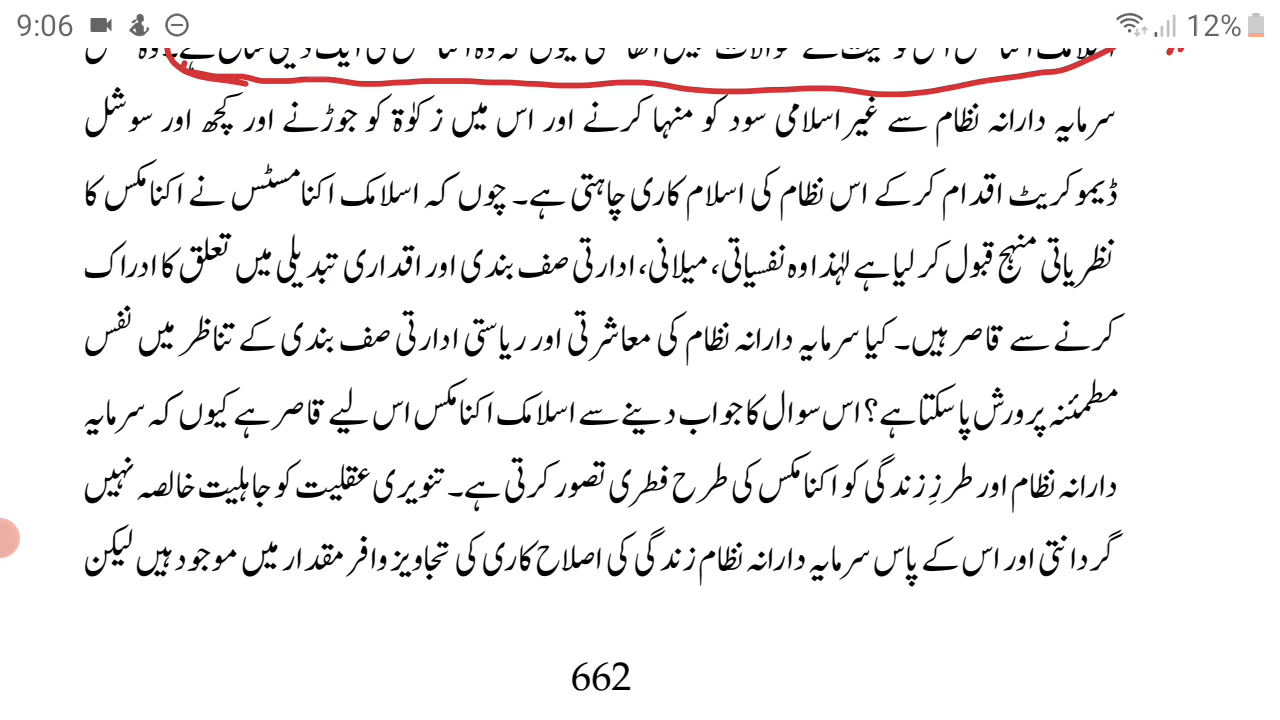 9:06
12%
سرمایہ دارانہ نظام سے غیر اسلامی سود کو منہا کرنے اور اس میں زکوٰۃ کو جوڑنے اور کچھ اور سوشل
ڈیموکریٹ اقدام کرکے اس نظام کی اسلام کاری چاہتی ہے۔ چوں کہ اسلامک اکنامسٹس نے اکنامکس کا
نظریاتی منہج قبول کر لیا ہے لہٰذا وہ نفسیاتی، میلانی، ادارتی صف بندی اور اقداری تبدیلی میں تعلق کا ادراک
کرنے سے قاصر ہیں۔ کیا سرمایہ دارانہ نظام کی معاشرتی اور ریاستی ادارتی صف بندی کے تناظر میں نفس
مطمئنہ پرورش پا سکتا ہے؟ اس سوال کا جواب دینے سے اسلامک اکنامکس اس لیے قاصر ہے کیوں کہ سرمایہ
دارانہ نظام اور طرزِ زندگی کو اکنامکس کی طرح فطری تصور کرتی ہے۔ تنویری عقلیت کو جاہلیت خالصہ نہیں
گردانتی اور اس کے پاس سرمایہ دارانہ نظام زندگی کی اصلاح کاری کی تجاویز وافر مقدار میں موجود ہیں لیکن
662